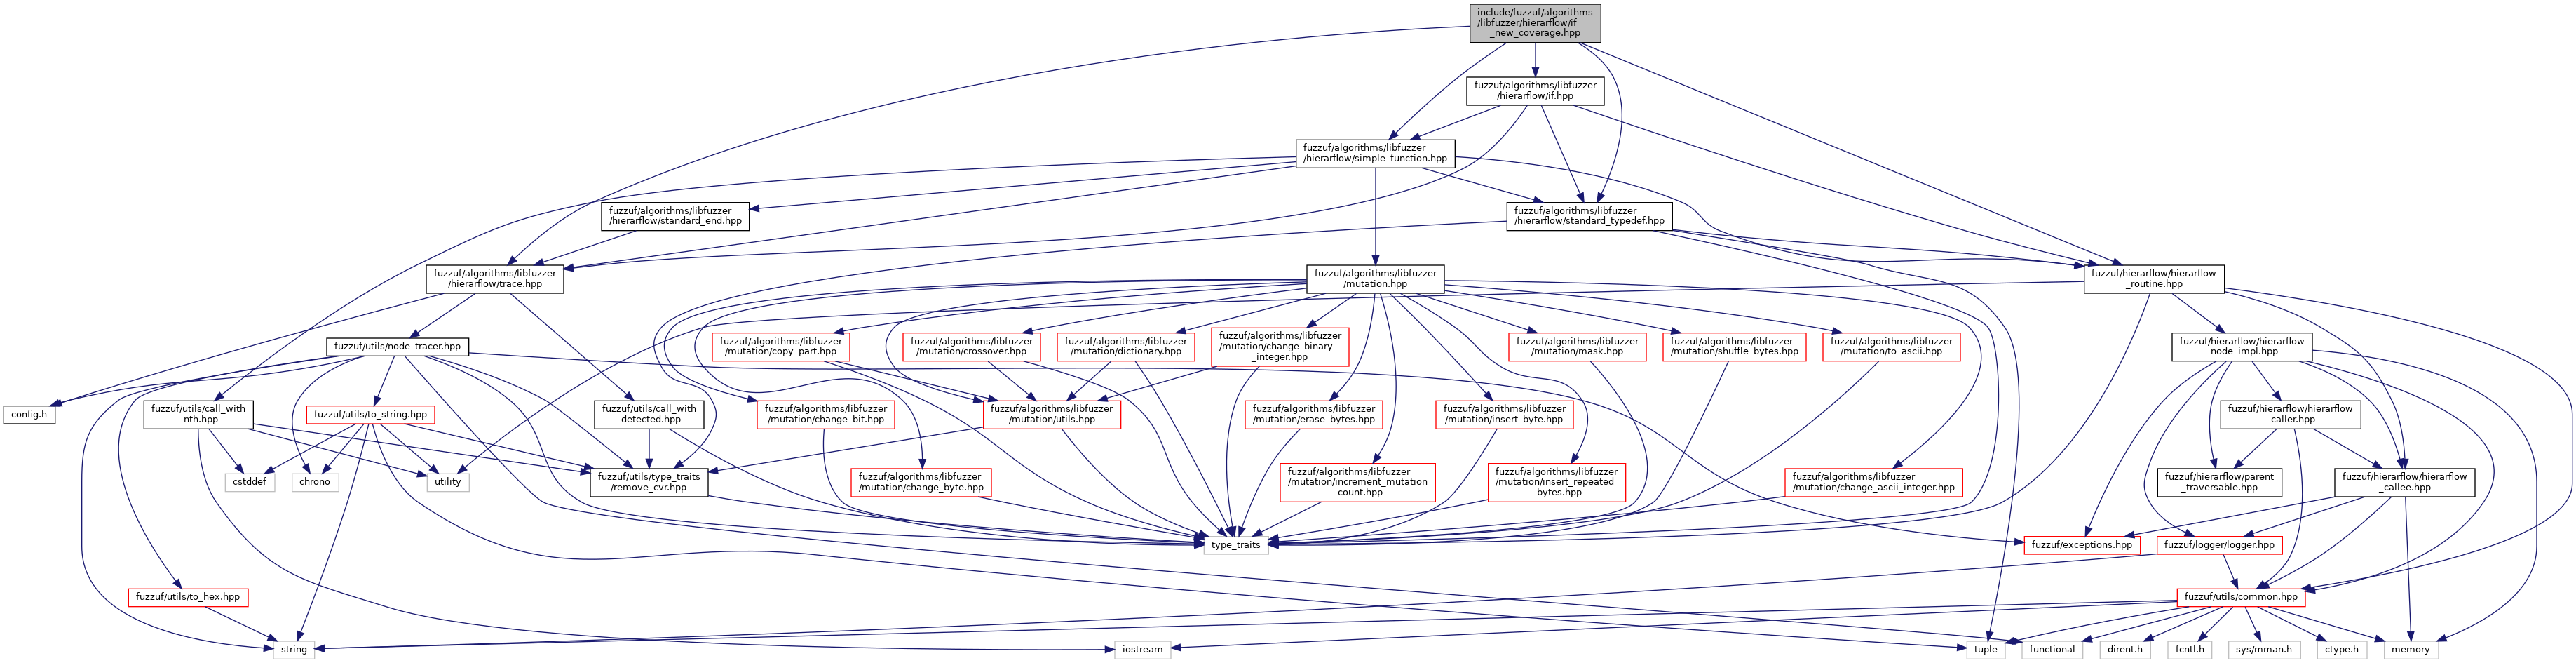 include/fuzzuf/algorithms
/libfuzzer/hierarflow/if
_new_coverage.hpp
fuzzuf/algorithms/libfuzzer
/hierarflow/if.hpp
fuzzuf/algorithms/libfuzzer
/hierarflow/simple_function.hpp
fuzzuf/algorithms/libfuzzer
/hierarflow/standard_end.hpp
fuzzuf/algorithms/libfuzzer
/hierarflow/standard_typedef.hpp
fuzzuf/algorithms/libfuzzer
/hierarflow/trace.hpp
fuzzuf/algorithms/libfuzzer
/mutation.hpp
fuzzuf/hierarflow/hierarflow
_routine.hpp
fuzzuf/utils/node_tracer.hpp
fuzzuf/algorithms/libfuzzer
/mutation/copy_part.hpp
fuzzuf/algorithms/libfuzzer
/mutation/crossover.hpp
fuzzuf/algorithms/libfuzzer
/mutation/dictionary.hpp
fuzzuf/algorithms/libfuzzer
/mutation/change_binary
_integer.hpp
fuzzuf/algorithms/libfuzzer
/mutation/mask.hpp
fuzzuf/algorithms/libfuzzer
/mutation/shuffle_bytes.hpp
fuzzuf/algorithms/libfuzzer
/mutation/to_ascii.hpp
fuzzuf/hierarflow/hierarflow
_node_impl.hpp
config.h
fuzzuf/utils/call_with
_nth.hpp
fuzzuf/utils/to_string.hpp
fuzzuf/utils/call_with
_detected.hpp
fuzzuf/algorithms/libfuzzer
/mutation/change_bit.hpp
fuzzuf/algorithms/libfuzzer
/mutation/utils.hpp
fuzzuf/algorithms/libfuzzer
/mutation/erase_bytes.hpp
fuzzuf/algorithms/libfuzzer
/mutation/insert_byte.hpp
fuzzuf/hierarflow/hierarflow
_caller.hpp
cstddef
chrono
utility
fuzzuf/utils/type_traits
/remove_cvr.hpp
fuzzuf/algorithms/libfuzzer
/mutation/change_byte.hpp
fuzzuf/algorithms/libfuzzer
/mutation/increment_mutation
_count.hpp
fuzzuf/algorithms/libfuzzer
/mutation/insert_repeated
_bytes.hpp
fuzzuf/algorithms/libfuzzer
/mutation/change_ascii_integer.hpp
fuzzuf/hierarflow/parent
_traversable.hpp
fuzzuf/hierarflow/hierarflow
_callee.hpp
type_traits
fuzzuf/exceptions.hpp
fuzzuf/logger/logger.hpp
fuzzuf/utils/to_hex.hpp
fuzzuf/utils/common.hpp
string
iostream
tuple
functional
dirent.h
fcntl.h
sys/mman.h
ctype.h
memory